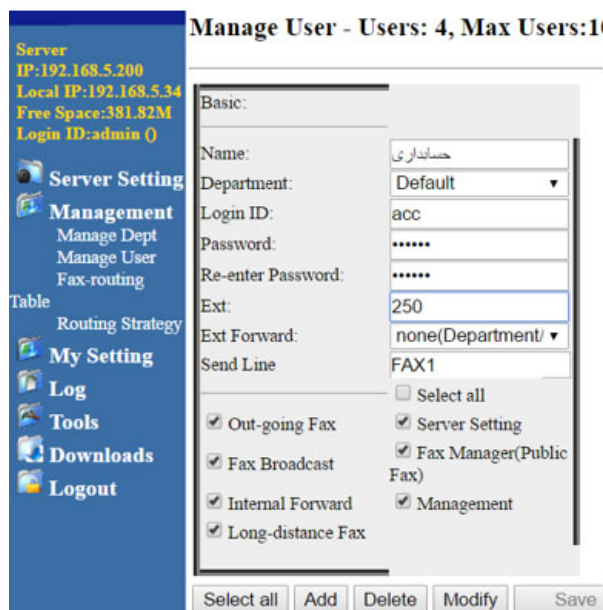 Manage User - Users: 4, Max Users:10
Server
IP:192.168.5.200
Local IP:192.168.5.34
Free Space:381.82M
Login ID:admin ()
Server Setting
Management
Manage Dept
Manage User
Fax-routing
Table
Routing Strategy
My Setting
Log
Tools
Downloads
Logout
Basic:
Name: حسابداری
Department: Default
Login ID: acc
Password: ••••••
Re-enter Password: ••••••
Ext: 250
Ext Forward: none(Department/
Send Line FAX1
Select all
Out-going Fax Server Setting
Fax Broadcast Fax Manager(Public
Fax)
Internal Forward Management
Long-distance Fax
Select all Add Delete Modify Save